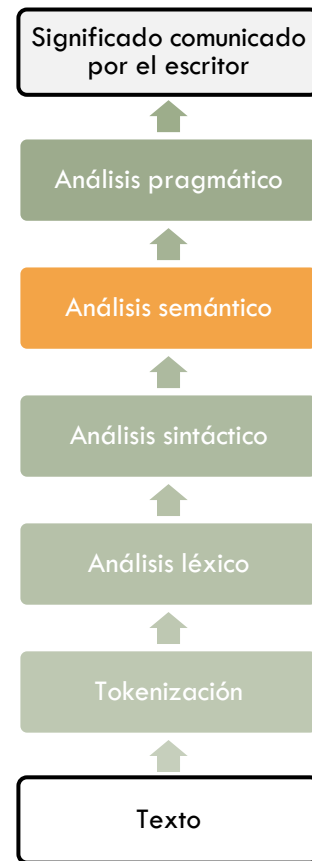 Significado comunicado
por el escritor
Análisis pragmático
Análisis semántico
Análisis sintáctico
Análisis léxico
Tokenización
Texto